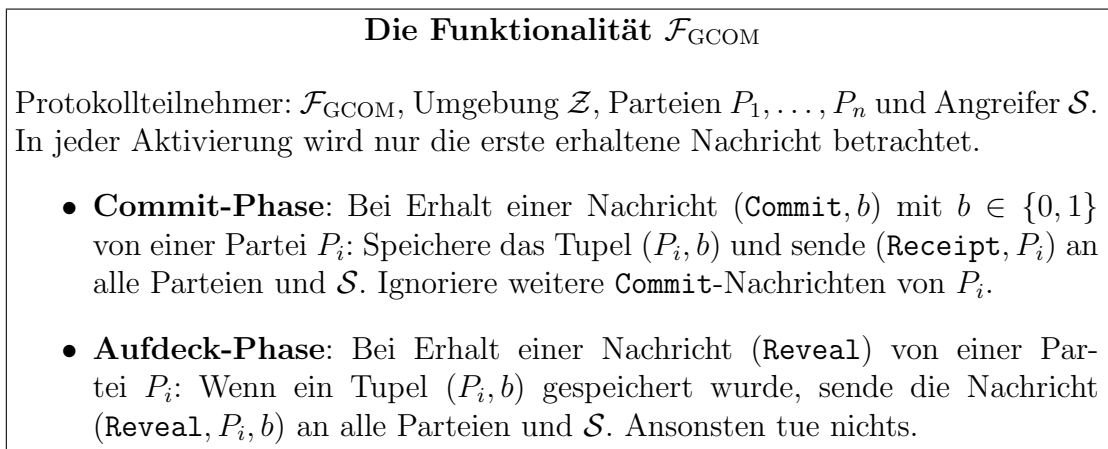 Die Funktionalität 𝓕_GCOM
Protokollteilnehmer: 𝓕_GCOM, Umgebung 𝓩, Parteien P_1, …, P_n und Angreifer 𝓢.
In jeder Aktivierung wird nur die erste erhaltene Nachricht betrachtet.
• Commit-Phase: Bei Erhalt einer Nachricht (Commit, b) mit b ∈ {0, 1}
von einer Partei P_i: Speichere das Tupel (P_i, b) und sende (Receipt, P_i) an
alle Parteien und 𝓢. Ignoriere weitere Commit-Nachrichten von P_i.
• Aufdeck-Phase: Bei Erhalt einer Nachricht (Reveal) von einer Par-
tei P_i: Wenn ein Tupel (P_i, b) gespeichert wurde, sende die Nachricht
(Reveal, P_i, b) an alle Parteien und 𝓢. Ansonsten tue nichts.